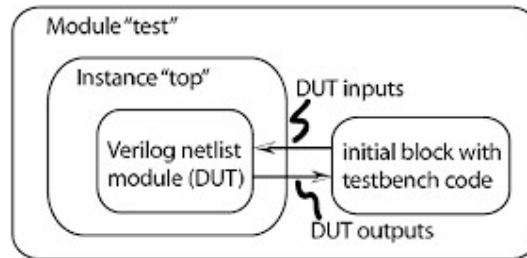 Module "test"
Instance "top"
DUT inputs
Verilog netlist
module (DUT)
initial block with
testbench code
DUT outputs